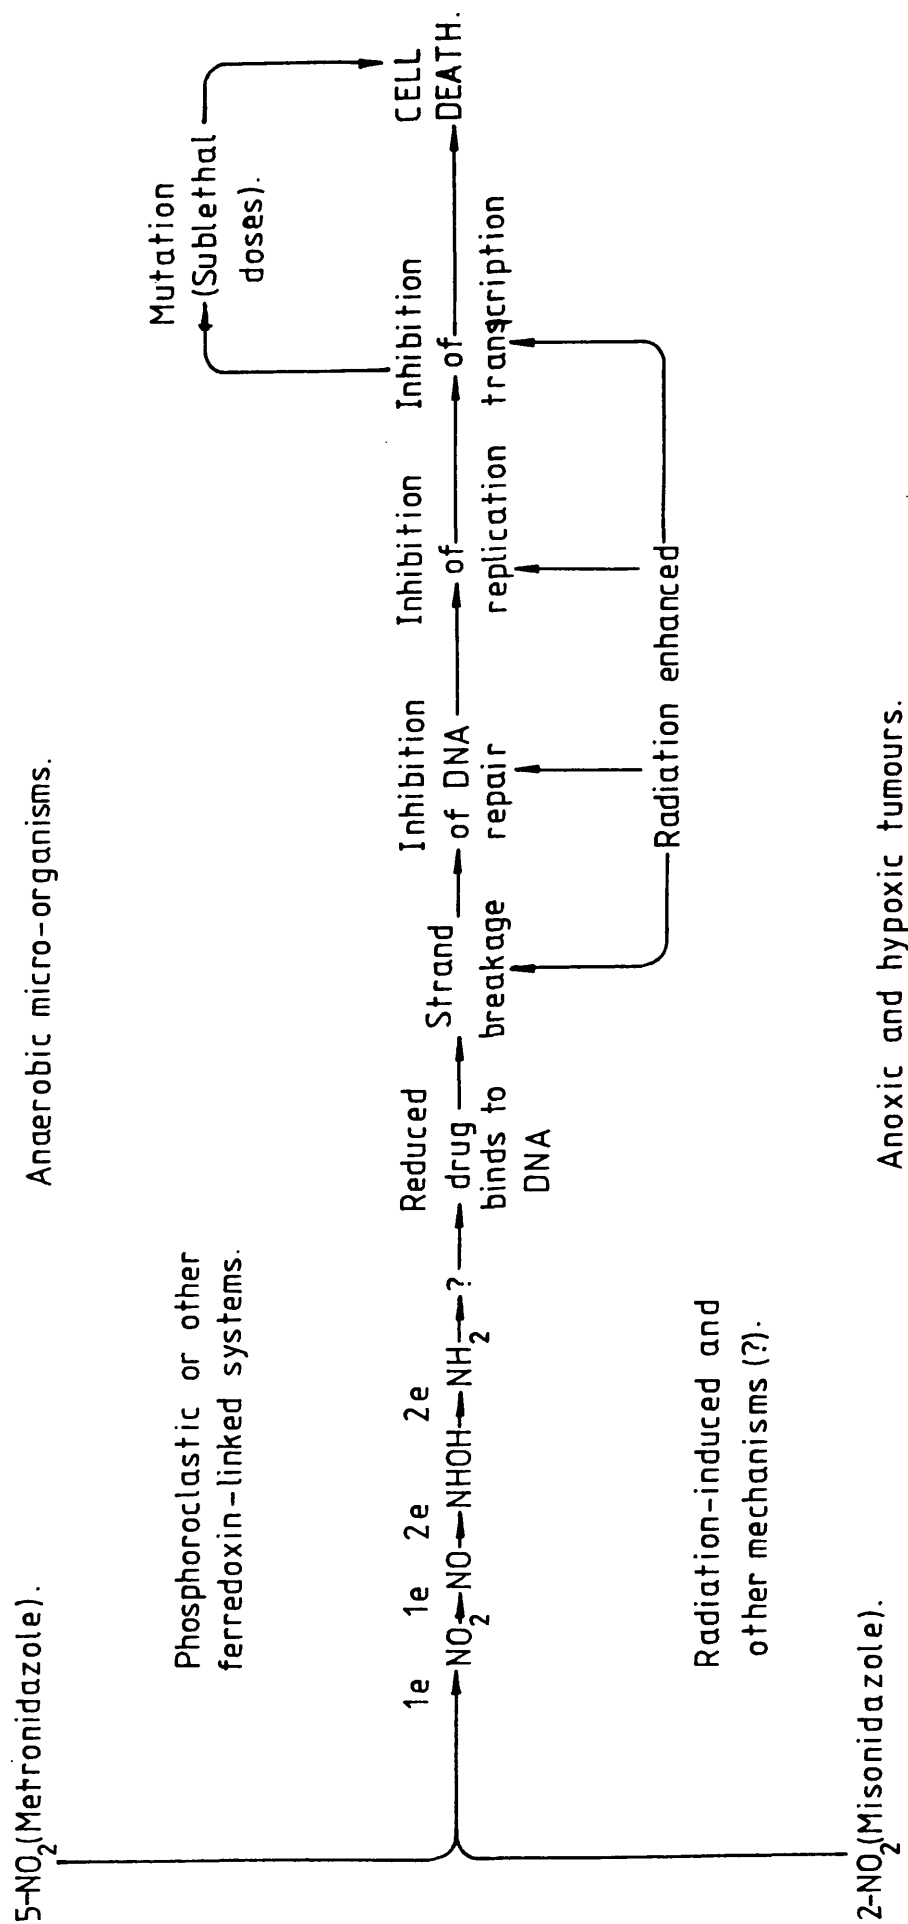 5-NO2(Metronidazole).
Anaerobic micro-organisms.
Phosphoroclastic or other
ferredoxin-linked systems.
Mutation
(Sublethal
doses).
1e 1e 2e 2e
NO2 NO NHOH NH2 ?
Reduced
drug
binds to
DNA
Strand
breakage
Inhibition
of DNA
repair
Inhibition
of
replication
Inhibition
of
transcription
CELL
DEATH.
Radiation enhanced
Radiation-induced and
other mechanisms (?).
2-NO2(Misonidazole).
Anoxic and hypoxic tumours.